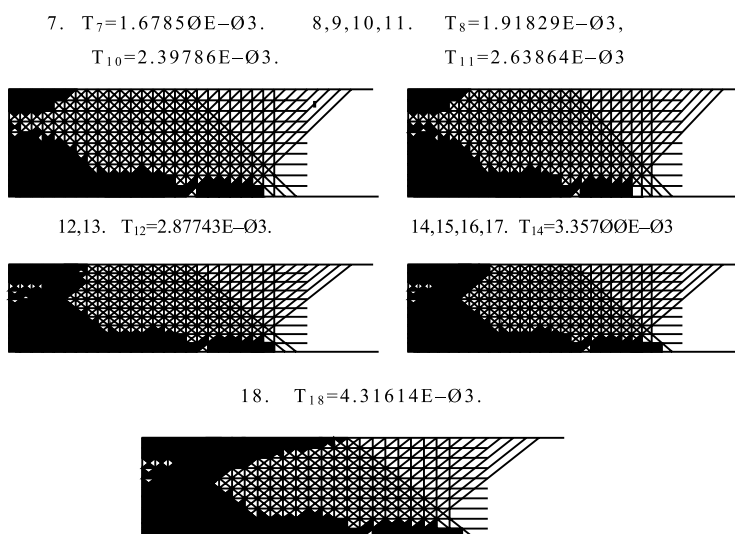 7. T₇=1.6785ØE–Ø3. 8,9,10,11. T₈=1.91829E–Ø3,
T₁₀=2.39786E–Ø3. T₁₁=2.63864E–Ø3
12,13. T₁₂=2.87743E–Ø3. 14,15,16,17. T₁₄=3.357ØØE–Ø3
18. T₁₈=4.31614E–Ø3.